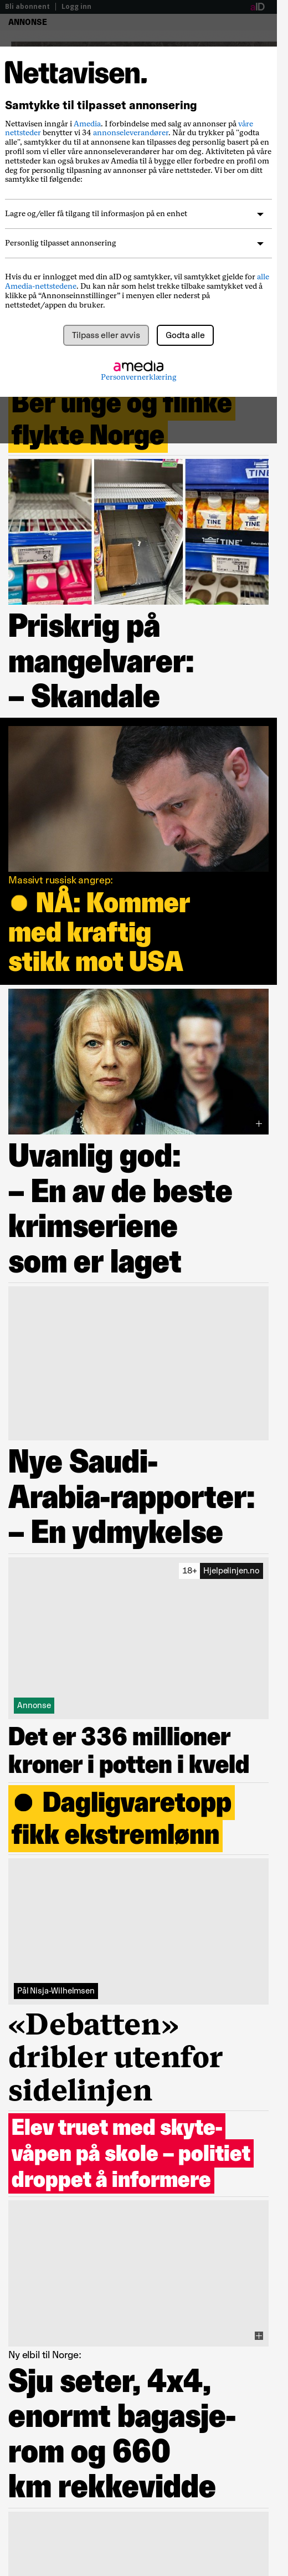 Bli abonnent | Logg inn
aID
ANNONSE
Nettavisen.
Samtykke til tilpasset annonsering
Nettavisen inngår i Amedia. I forbindelse med salg av annonser på våre
nettsteder benytter vi 34 annonseleverandører. Når du trykker på "godta
alle", samtykker du til at annonsene kan tilpasses deg personlig basert på en
profil som vi eller våre annonseleverandører har om deg. Aktiviteten på våre
nettsteder kan også brukes av Amedia til å bygge eller forbedre en profil om
deg for personlig tilpasning av annonser på våre nettsteder. Vi ber om ditt
samtykke til følgende:
Lagre og/eller få tilgang til informasjon på en enhet
Personlig tilpasset annonsering
Hvis du er innlogget med din aID og samtykker, vil samtykket gjelde for alle
Amedia-nettstedene. Du kan når som helst trekke tilbake samtykket ved å
klikke på “Annonseinnstillinger” i menyen eller nederst på
nettstedet/appen du bruker.
Tilpass eller avvis
Godta alle
amedia
Personvernerklæring
Ber unge og flinke
flykte Norge
TINE
TINE
Priskrig på
mangelvarer:
– Skandale
Massivt russisk angrep:
● NÅ: Kommer
med kraftig
stikk mot USA
Uvanlig god:
– En av de beste
krimseriene
som er laget
Nye Saudi-
Arabia-rapporter:
– En ydmykelse
18+ Hjelpelinjen.no
Annonse
Det er 336 millioner
kroner i potten i kveld
● Dagligvaretopp
fikk ekstremlønn
Pål Nisja-Wilhelmsen
«Debatten»
dribler utenfor
sidelinjen
Elev truet med skyte-
våpen på skole – politiet
droppet å informere
Ny elbil til Norge:
Sju seter, 4x4,
enormt bagasje-
rom og 660
km rekkevidde